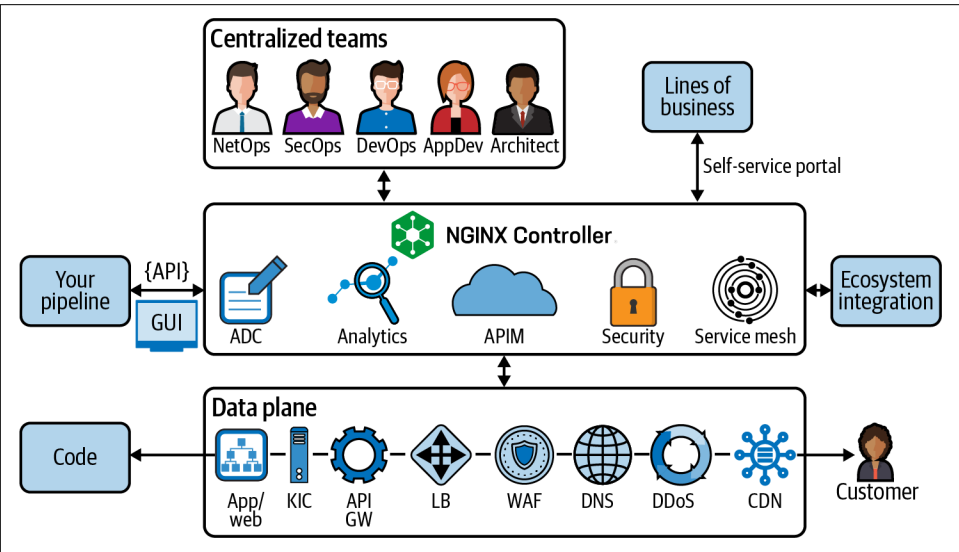 Centralized teams
NetOps SecOps DevOps AppDev Architect
Lines of
business
Self-service portal
NGINX Controller
Your
pipeline
{API}
GUI
ADC
Analytics
APIM
Security
Service mesh
Ecosystem
integration
Data plane
Code
App/
web
KIC
API
GW
LB
WAF
DNS
DDoS
CDN
Customer